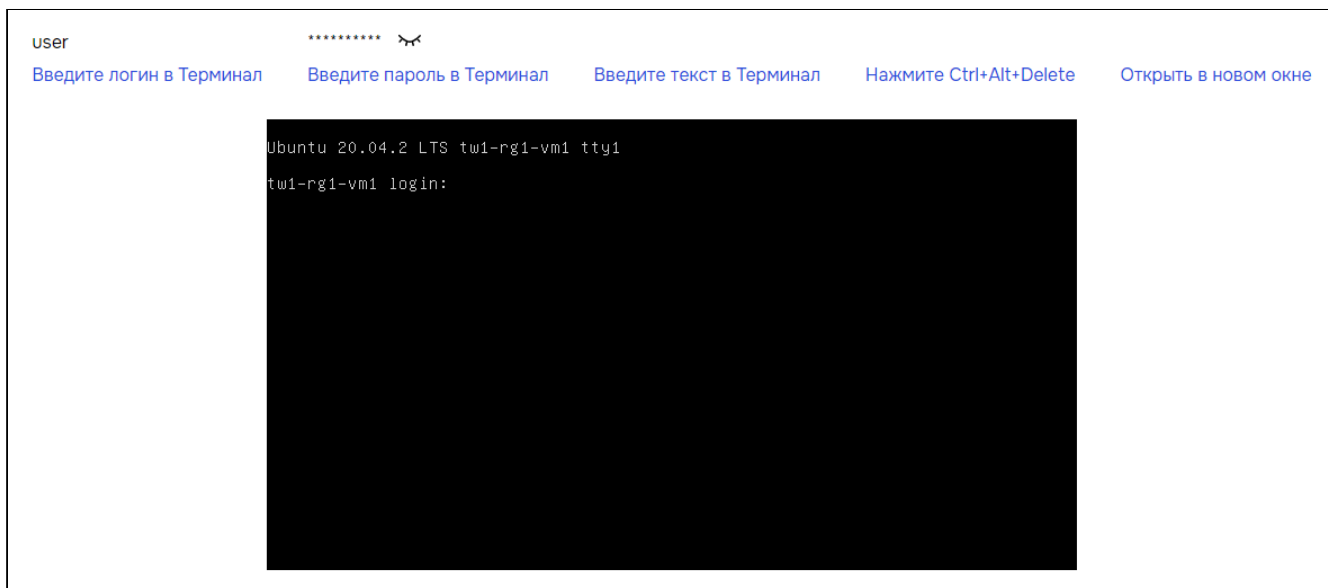 user **********
Введите логин в Терминал Введите пароль в Терминал Введите текст в Терминал Нажмите Ctrl+Alt+Delete Открыть в новом окне
Ubuntu 20.04.2 LTS tw1-rg1-vm1 tty1
tw1-rg1-vm1 login: